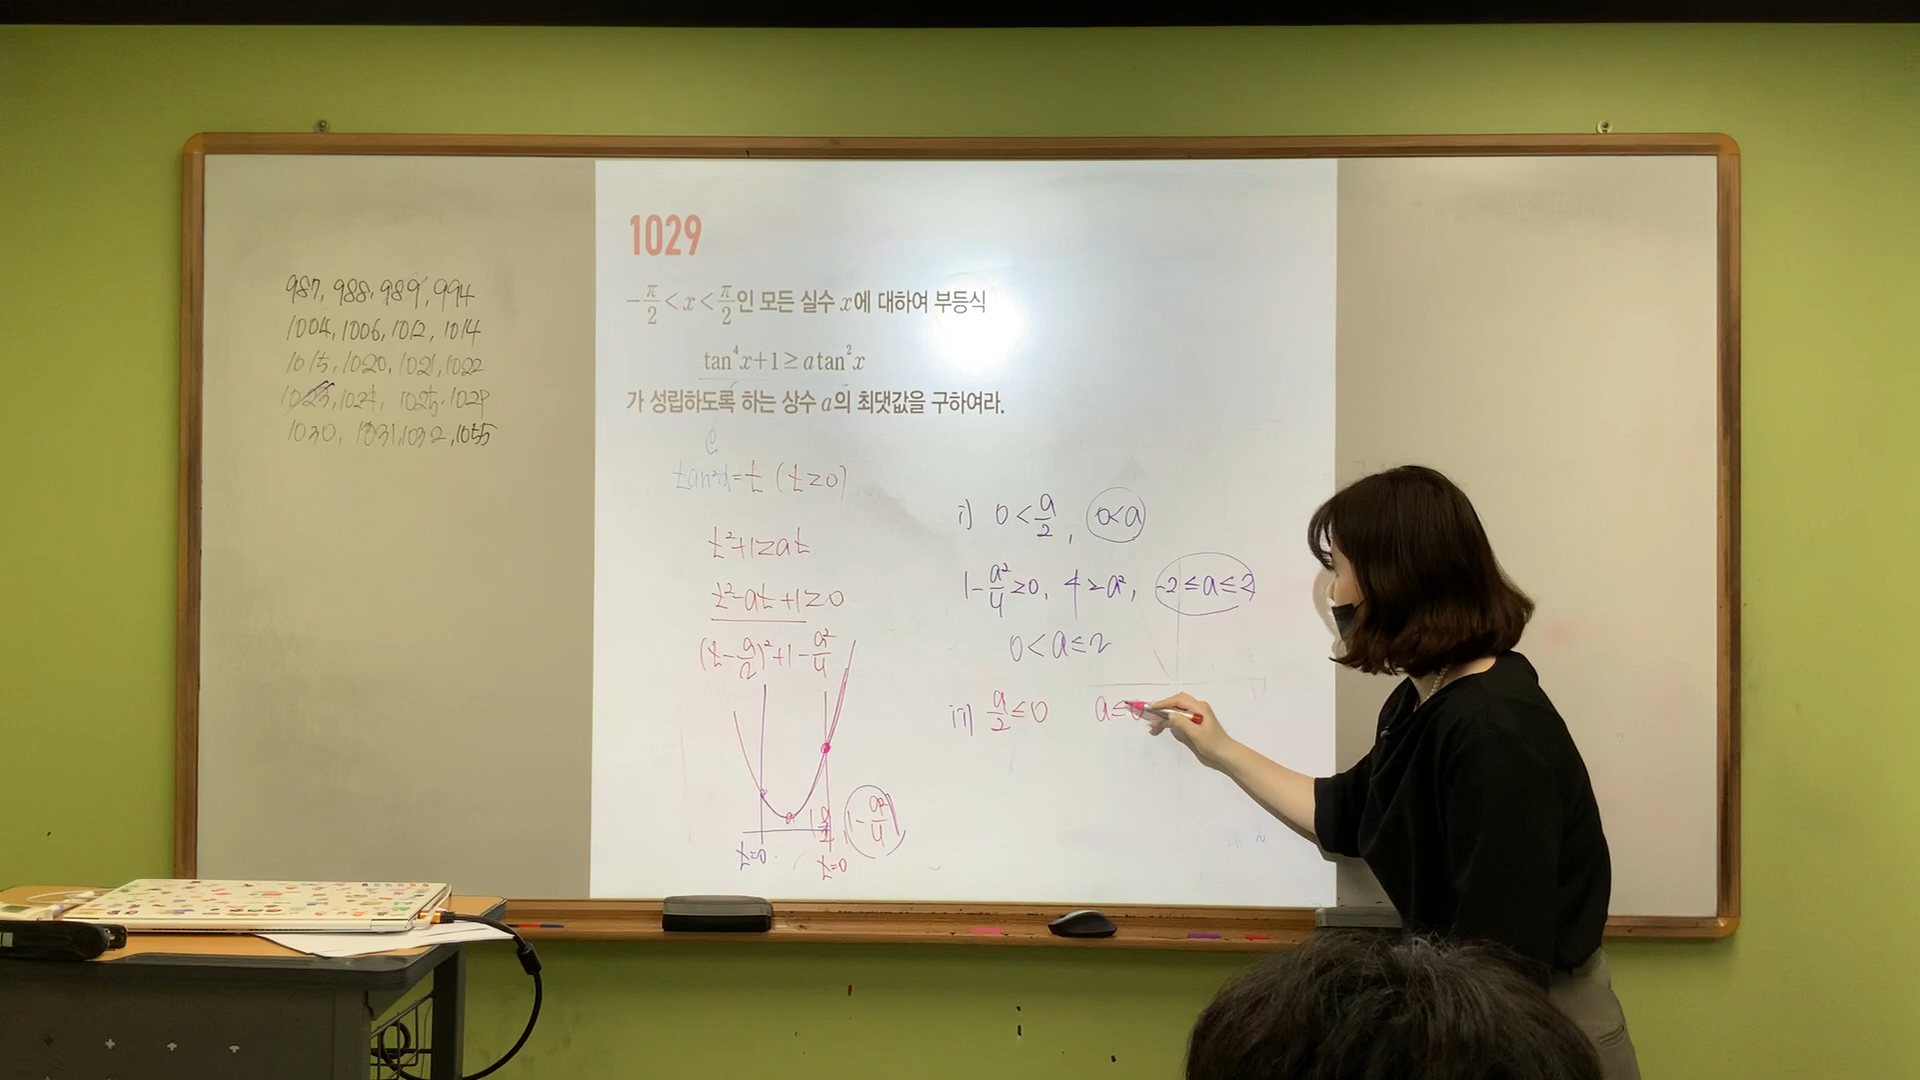 987, 988, 989, 994
1004, 1006, 1012, 1014
1015, 1020, 1021, 1022
1023, 1024, 1025, 1029
1030, 1031, 1032, 1055
1029
-π/2 < x < π/2인 모든 실수 x에 대하여 부등식
tan⁴x+1 ≥ a tan²x
가 성립하도록 하는 상수 a의 최댓값을 구하여라.
tan²x = t (t≥0)
t²+1≥at
t²-at+1≥0
(t-a/2)²+1-a²/4
t=0
t=0
1-a²/4
i) 0<a/2, 0<a
1-a²/4≥0, 4≥a², -2≤a≤2
0<a≤2
ii) a/2≤0 a≤0